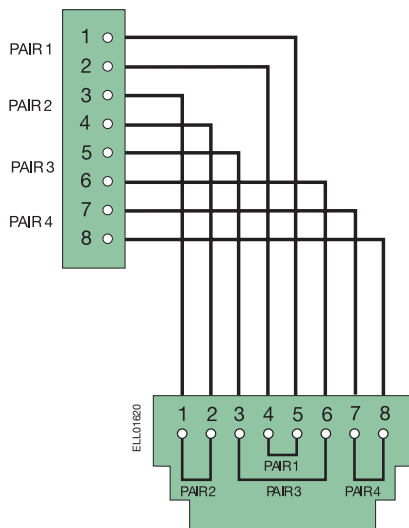 PAIR 1
1
2
PAIR 2
3
4
PAIR 3
5
6
PAIR 4
7
8
ELL01620
1 2 3 4 5 6 7 8
PAIR1
PAIR2 PAIR3 PAIR4